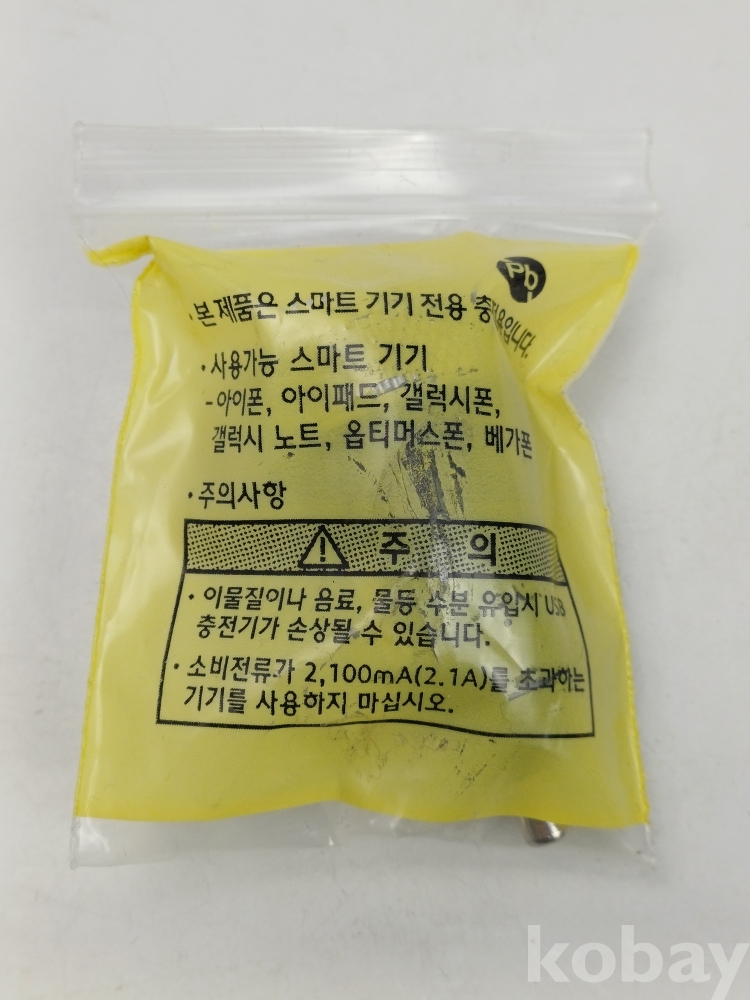 Pb
·본 제품은 스마트 기기 전용 충전용입니다.
·사용가능 스마트 기기
-아이폰, 아이패드, 갤럭시폰,
갤럭시 노트, 옵티머스폰, 베가폰
·주의사항
주 의
·이물질이나 음료, 물등 수분 유입시 USB
충전기가 손상될 수 있습니다.
·소비전류가 2,100mA(2.1A)를 초과하는
기기를 사용하지 마십시오.
kobay